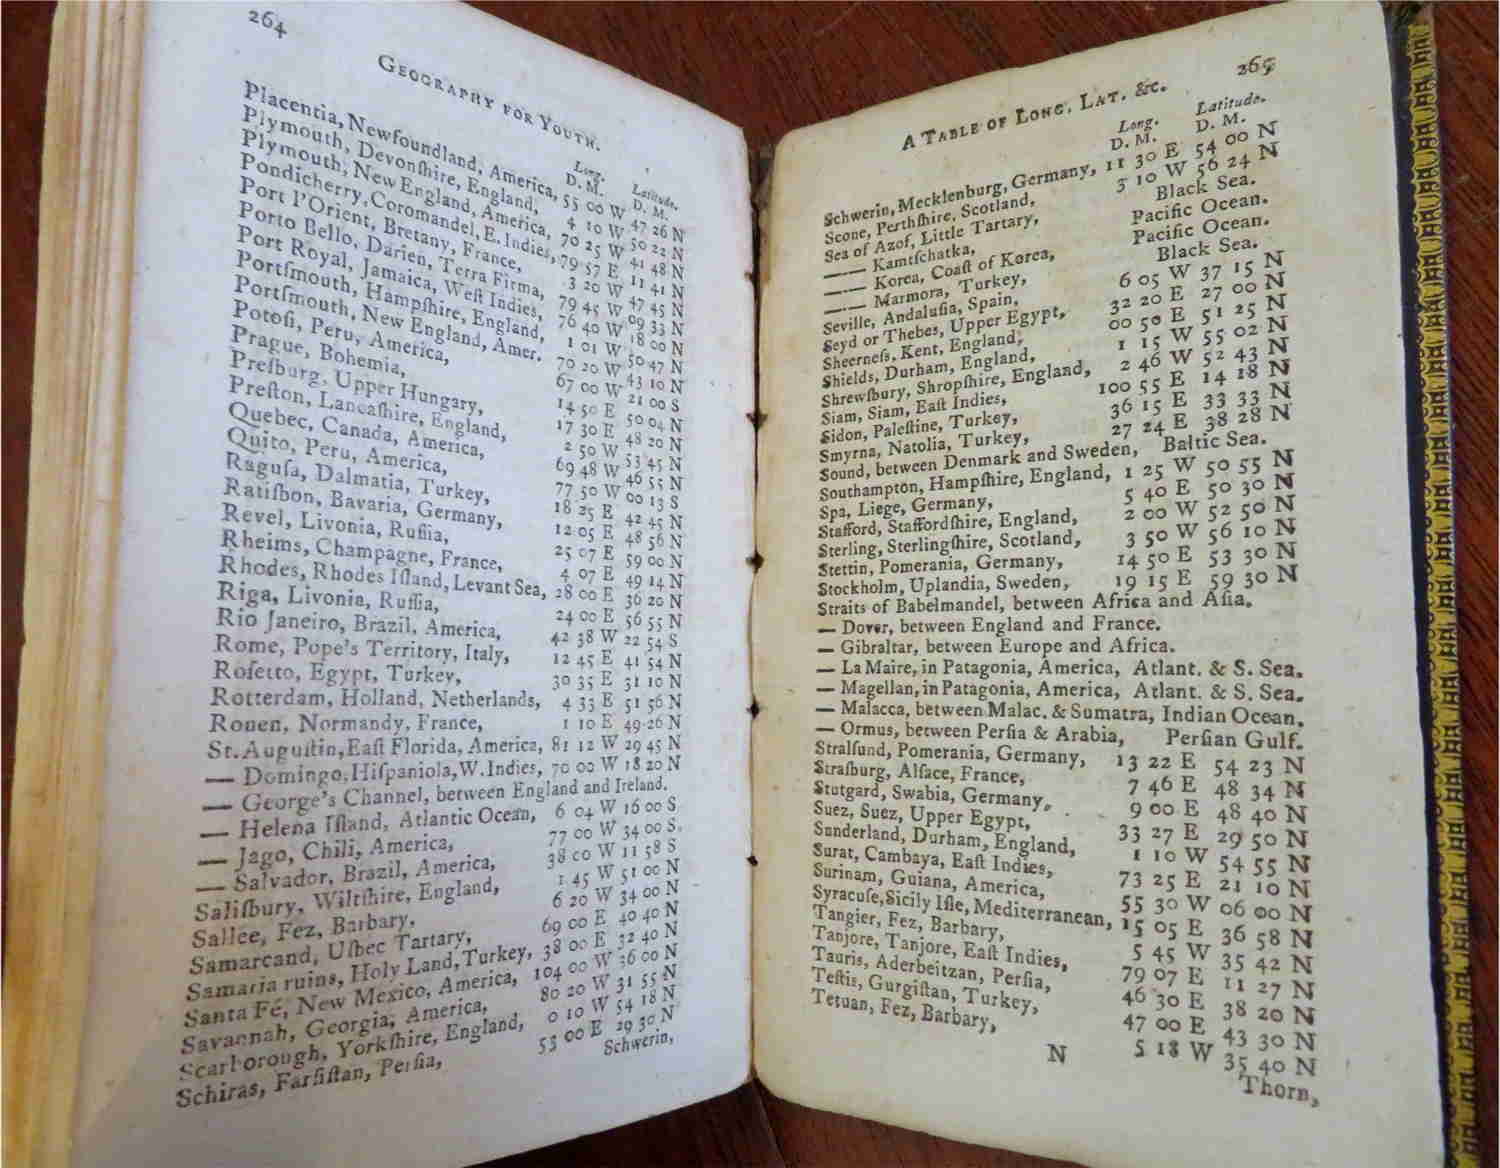 264
GEOGRAPHY FOR YOUTH.
Long. Latitude.
D. M. D. M.
Placentia, Newfoundland, America, 55 00 W 47 26 N
Plymouth, Devonſhire, England, 4 10 W 50 22 N
Plymouth, New England, America, 70 25 W 41 48 N
Pondicherry, Coromandel, E. Indies, 79 57 E 11 41 N
Port l'Orient, Bretany, France, 3 20 W 47 45 N
Porto Bello, Darien, Terra Firma, 79 45 W 09 33 N
Port Royal, Jamaica, Weſt Indies, 76 40 W 18 00 N
Portſmouth, Hampſhire, England, 1 01 W 50 47 N
Portſmouth, New England, Amer. 70 20 W 43 10 N
Potoſi, Peru, America, 67 00 W 21 00 S
Prague, Bohemia, 14 50 E 50 04 N
Preſburg, Upper Hungary, 17 30 E 48 20 N
Preſton, Lancaſhire, England, 2 50 W 53 45 N
Quebec, Canada, America, 69 48 W 46 55 N
Quito, Peru, America, 77 50 W 00 13 S
Raguſa, Dalmatia, Turkey, 18 25 E 42 45 N
Ratiſbon, Bavaria, Germany, 12 05 E 48 56 N
Revel, Livonia, Ruſſia, 25 07 E 59 00 N
Rheims, Champagne, France, 4 07 E 49 14 N
Rhodes, Rhodes Iſland, Levant Sea, 28 00 E 36 20 N
Riga, Livonia, Ruſſia, 24 00 E 56 55 N
Rio Janeiro, Brazil, America, 42 38 W 22 54 S
Rome, Pope's Territory, Italy, 12 45 E 41 54 N
Roſetto, Egypt, Turkey, 30 35 E 31 10 N
Rotterdam, Holland, Netherlands, 4 33 E 51 56 N
Rouen, Normandy, France, 1 10 E 49 26 N
St. Auguſtin, Eaſt Florida, America, 81 12 W 29 45 N
— Domingo, Hiſpaniola, W. Indies, 70 00 W 18 20 N
— George's Channel, between England and Ireland.
— Helena Iſland, Atlantic Ocean, 6 04 W 16 00 S
— Jago, Chili, America, 77 00 W 34 00 S.
— Salvador, Brazil, America, 38 00 W 11 58 S
Saliſbury, Wiltſhire, England, 1 45 W 51 00 N
Sallee, Fez, Barbary, 6 20 W 34 00 N
Samarcand, Uſbec Tartary, 69 00 E 40 40 N
Samaria ruins, Holy Land, Turkey, 38 00 E 32 40 N
Santa Fé, New Mexico, America, 104 00 W 36 00 N
Savannah, Georgia, America, 80 20 W 31 55 N
Scarborough, Yorkſhire, England, 0 10 W 54 18 N
Schiras, Farſiſtan, Perſia, 53 00 E 29 30 N
Schwerin,
A TABLE OF LONG. LAT. &c. 265
Long. Latitude.
D. M. D. M.
Schwerin, Mecklenburg, Germany, 11 30 E 54 00 N
Scone, Perthſhire, Scotland, 3 10 W 56 24 N
Sea of Azof, Little Tartary, Black Sea.
—— Kamtſchatka, Pacific Ocean.
—— Korea, Coaſt of Korea, Pacific Ocean.
—— Marmora, Turkey, Black Sea.
Seville, Andaluſia, Spain, 6 05 W 37 15 N
Seyd or Thebes, Upper Egypt, 32 20 E 27 00 N
Sheerneſs, Kent, England, 00 50 E 51 25 N
Shields, Durham, England, 1 15 W 55 02 N
Shrewſbury, Shropſhire, England, 2 46 W 52 43 N
Siam, Siam, Eaſt Indies, 100 55 E 14 18 N
Sidon, Paleſtine, Turkey, 36 15 E 33 33 N
Smyrna, Natolia, Turkey, 27 24 E 38 28 N
Sound, between Denmark and Sweden, Baltic Sea.
Southampton, Hampſhire, England, 1 25 W 50 55 N
Spa, Liege, Germany, 5 40 E 50 30 N
Stafford, Staffordſhire, England, 2 00 W 52 50 N
Sterling, Sterlingſhire, Scotland, 3 50 W 56 10 N
Stettin, Pomerania, Germany, 14 50 E 53 30 N
Stockholm, Uplandia, Sweden, 19 15 E 59 30 N
Straits of Babelmandel, between Africa and Aſia.
— Dover, between England and France.
— Gibraltar, between Europe and Africa.
— La Maire, in Patagonia, America, Atlant. & S. Sea.
— Magellan, in Patagonia, America, Atlant. & S. Sea.
— Malacca, between Malac. & Sumatra, Indian Ocean.
— Ormus, between Perſia & Arabia, Perſian Gulf.
Stralſund, Pomerania, Germany, 13 22 E 54 23 N
Straſburg, Alſace, France, 7 46 E 48 34 N
Stutgard, Swabia, Germany, 9 00 E 48 40 N
Suez, Suez, Upper Egypt, 33 27 E 29 50 N
Sunderland, Durham, England, 1 10 W 54 55 N
Surat, Cambaya, Eaſt Indies, 73 25 E 21 10 N
Surinam, Guiana, America, 55 30 W 06 00 N
Syracuſe, Sicily Iſle, Mediterranean, 15 05 E 36 58 N
Tangier, Fez, Barbary, 5 45 W 35 42 N
Tanjore, Tanjore, Eaſt Indies, 79 07 E 11 27 N
Tauris, Aderbeitzan, Perſia, 46 30 E 38 20 N
Teſtis, Gurgiſtan, Turkey, 47 00 E 43 30 N
Tetuan, Fez, Barbary, 5 18 W 35 40 N
N Thorn,